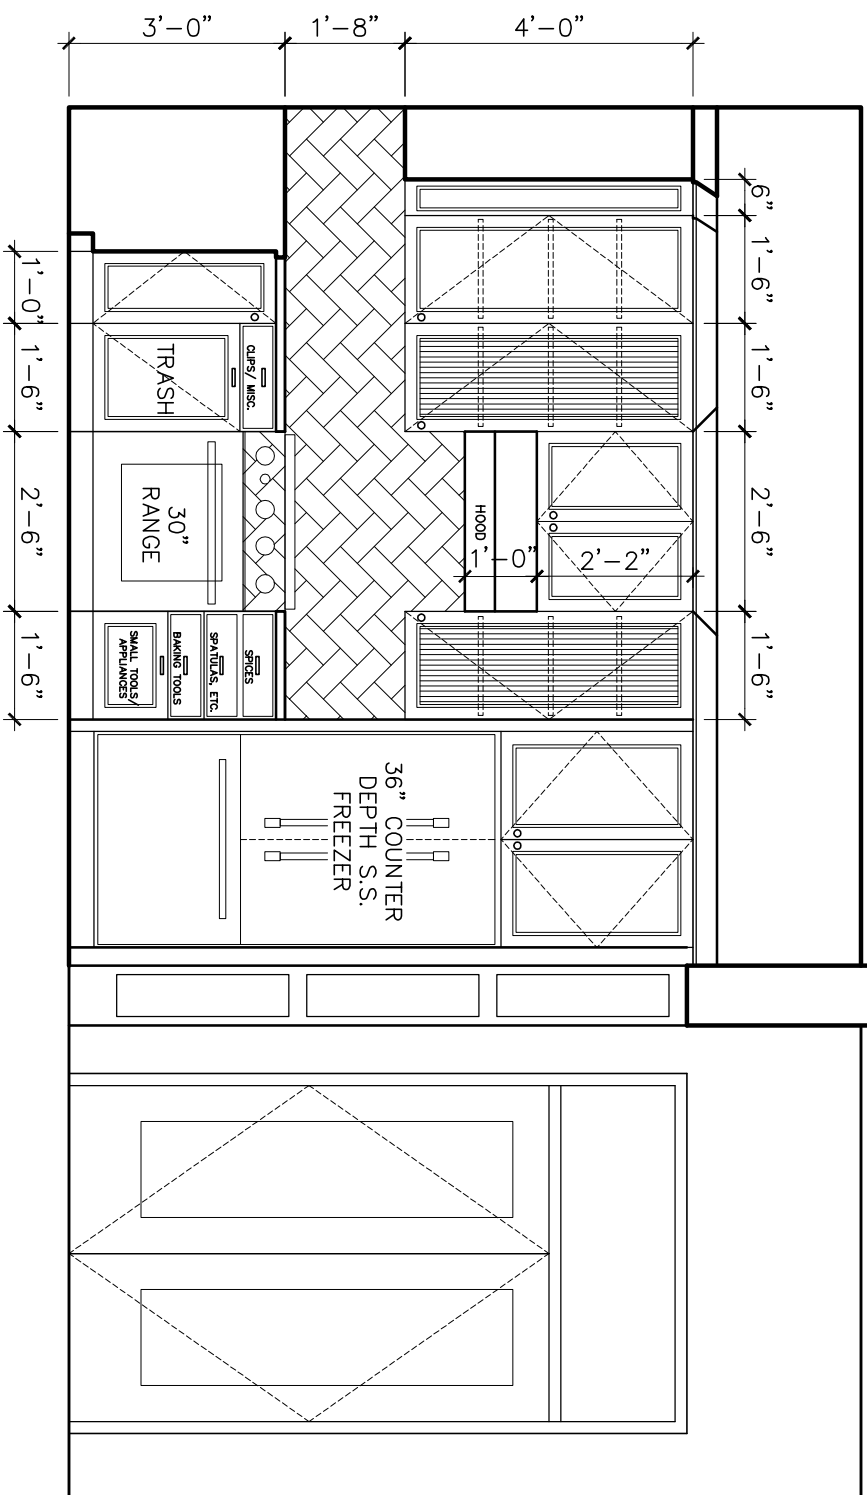 3'-0"
1'-8"
4'-0"
6"
1'-6"
1'-6"
2'-6"
1'-6"
1'-0"
1'-6"
2'-6"
1'-6"
TRASH
CLIPS/ MISC.
30"
RANGE
HOOD
1'-0"
2'-2"
SPICES
SPATULAS, ETC.
BAKING TOOLS
SMALL TOOLS/
APPLIANCES
36" COUNTER
DEPTH S.S.
FREEZER